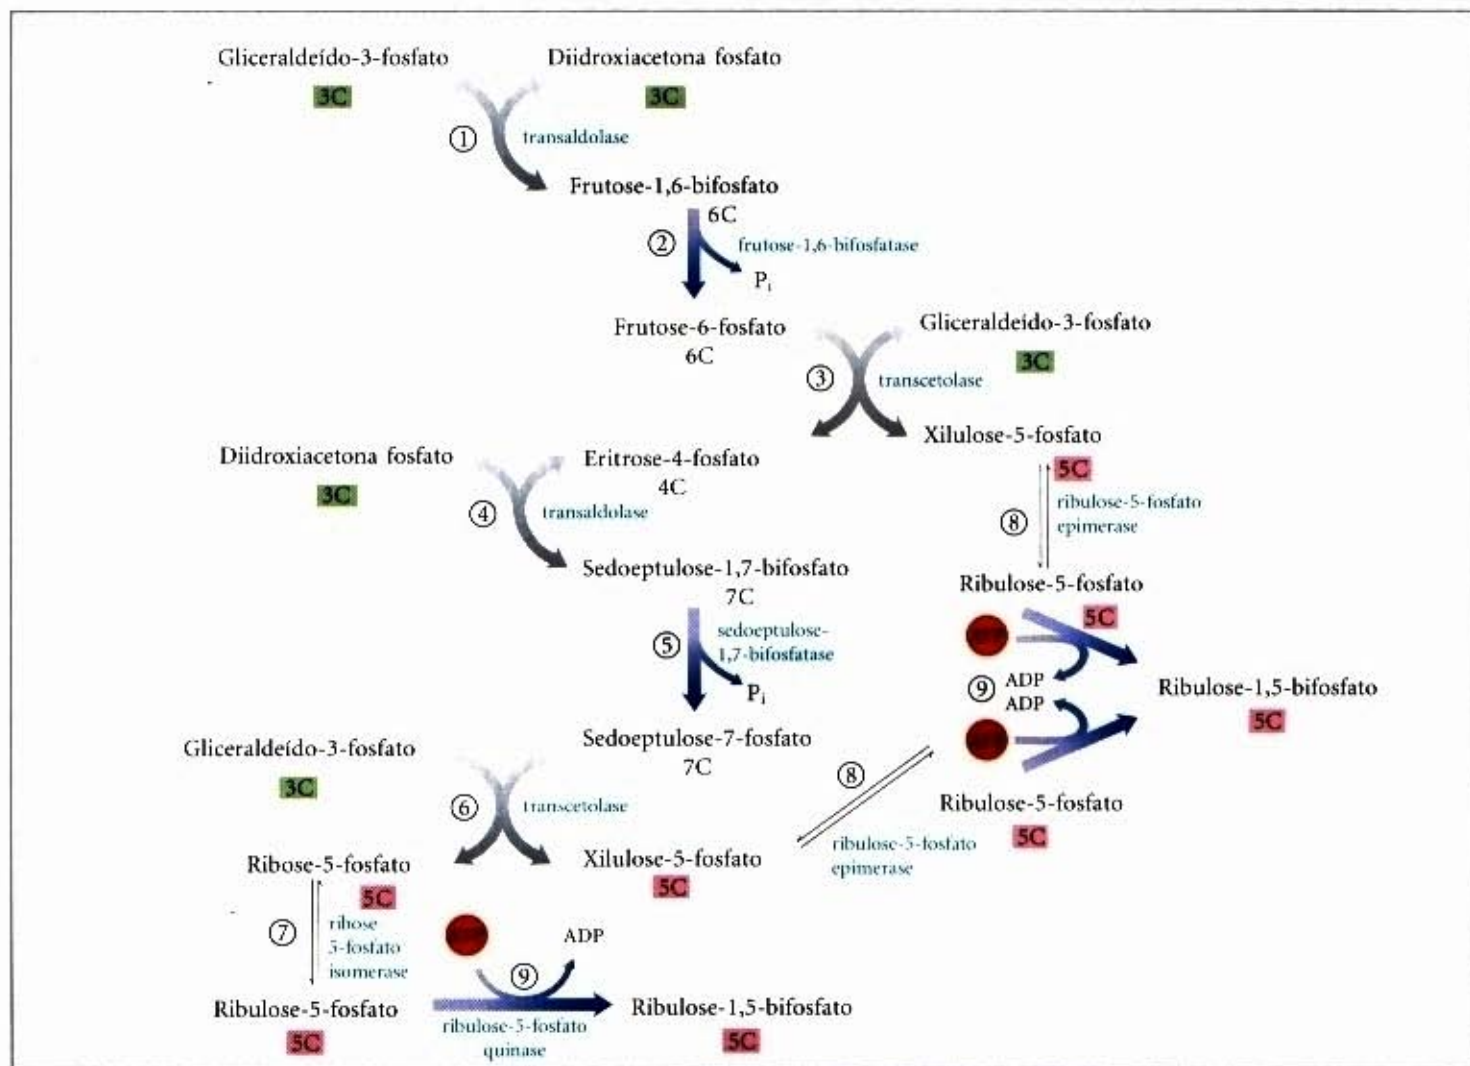 Gliceraldeído-3-fosfato
3C
Diidroxiacetona fosfato
3C
① transaldolase
Frutose-1,6-bifosfato
6C
② frutose-1,6-bifosfatase
Pi
Frutose-6-fosfato
6C
Gliceraldeído-3-fosfato
3C
③ transcetolase
Xilulose-5-fosfato
5C
Diidroxiacetona fosfato
3C
Eritrose-4-fosfato
4C
④ transaldolase
⑧ ribulose-5-fosfato
epimerase
Sedoeptulose-1,7-bifosfato
7C
Ribulose-5-fosfato
5C
⑤ sedoeptulose-
1,7-bifosfatase
Pi
ADP
⑨
ADP
Ribulose-1,5-bifosfato
5C
Sedoeptulose-7-fosfato
7C
Gliceraldeído-3-fosfato
3C
⑧
Ribulose-5-fosfato
5C
⑥ transcetolase
ribulose-5-fosfato
epimerase
Ribose-5-fosfato
5C
Xilulose-5-fosfato
5C
⑦ ribose
5-fosfato
isomerase
ADP
⑨
Ribulose-5-fosfato
5C
ribulose-5-fosfato
quinase
Ribulose-1,5-bifosfato
5C